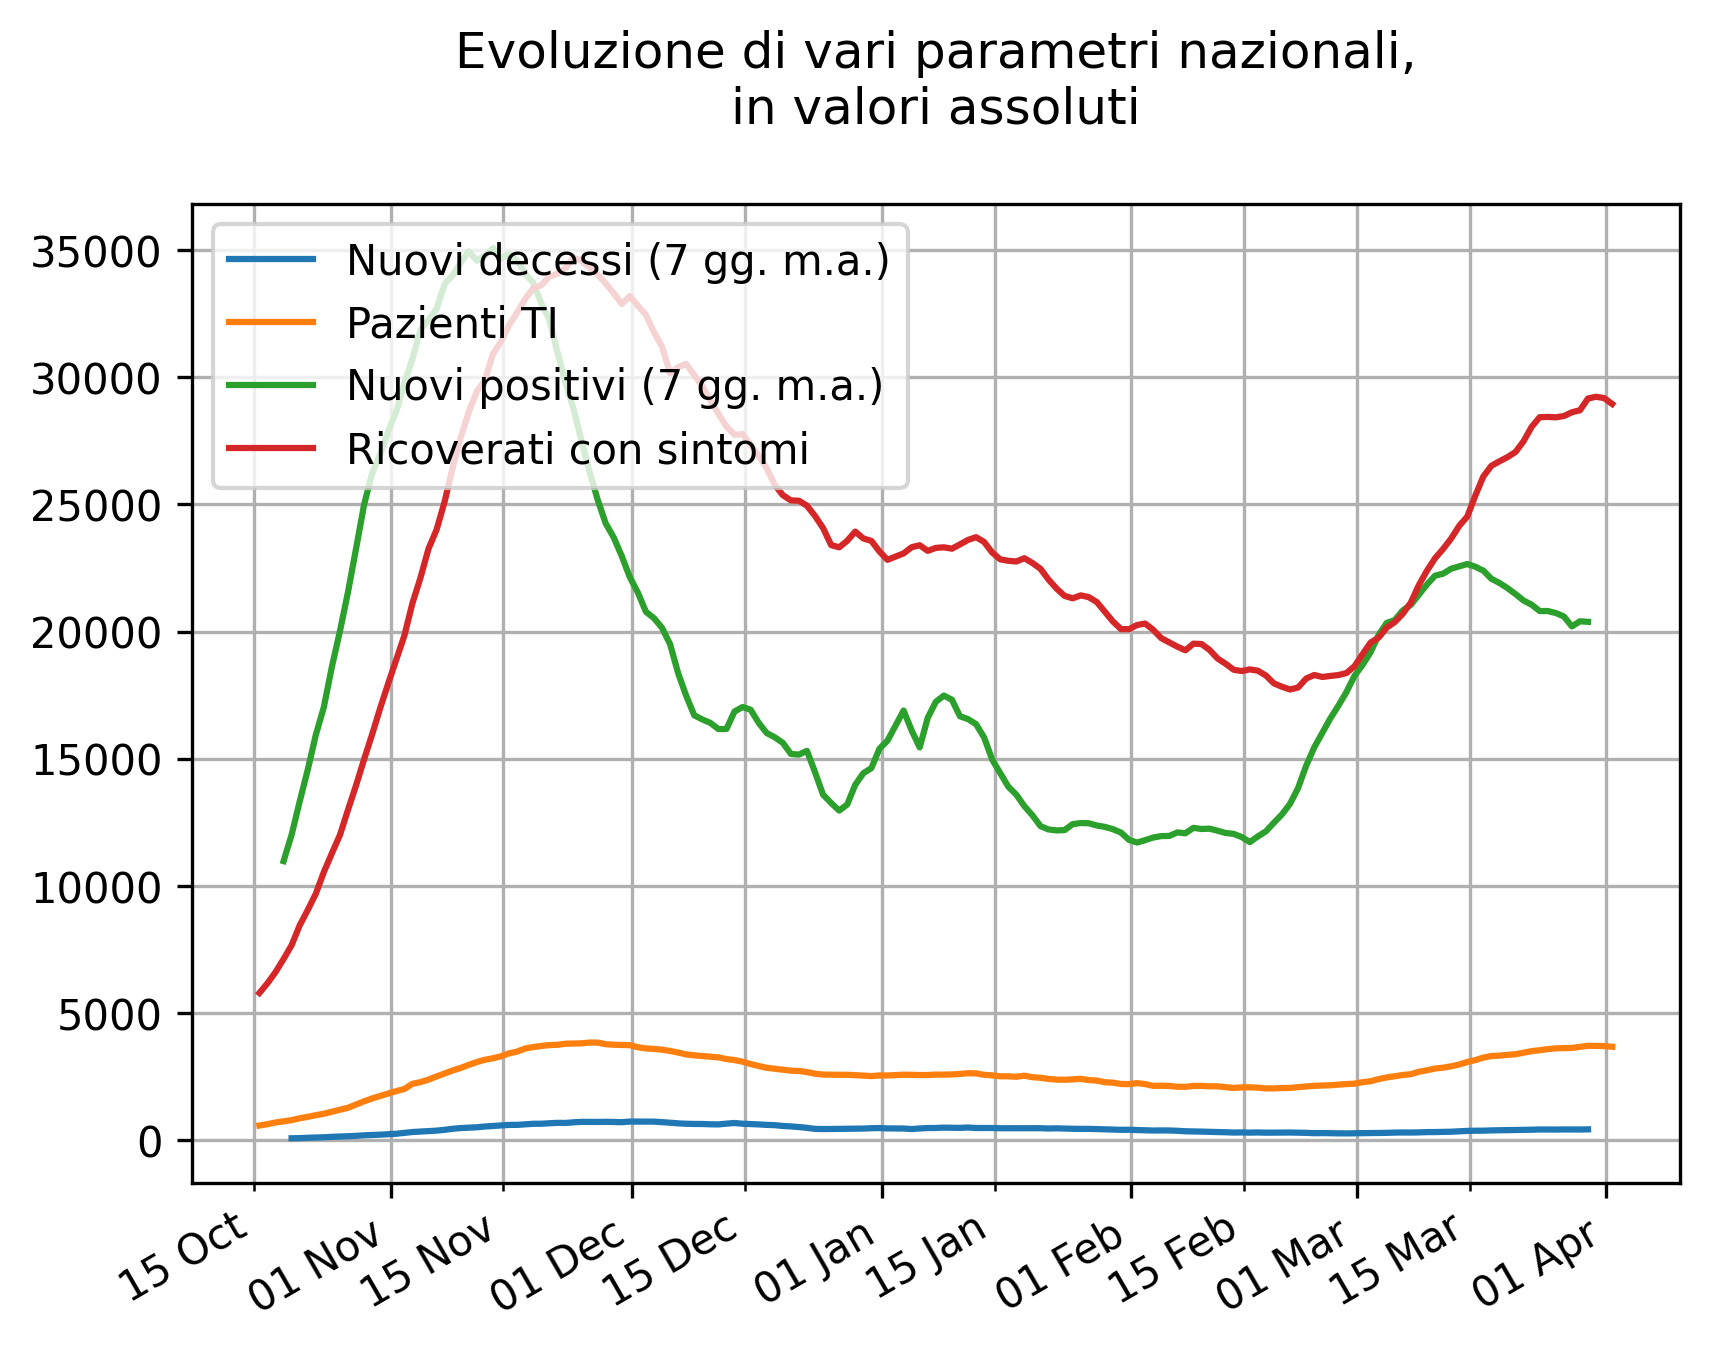 Evoluzione di vari parametri nazionali,
in valori assoluti
35000
30000
25000
20000
15000
10000
5000
0
Nuovi decessi (7 gg. m.a.)
Pazienti TI
Nuovi positivi (7 gg. m.a.)
Ricoverati con sintomi
15 Oct
01 Nov
15 Nov
01 Dec
15 Dec
01 Jan
15 Jan
01 Feb
15 Feb
01 Mar
15 Mar
01 Apr